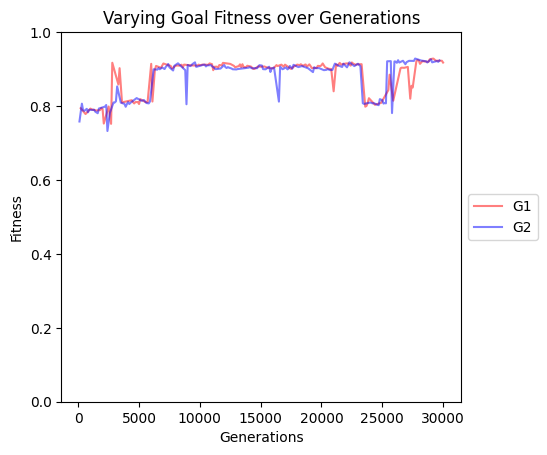 Varying Goal Fitness over Generations
1.0
0.8
0.6
0.4
0.2
0.0
Fitness
0 5000 10000 15000 20000 25000 30000
Generations
G1
G2